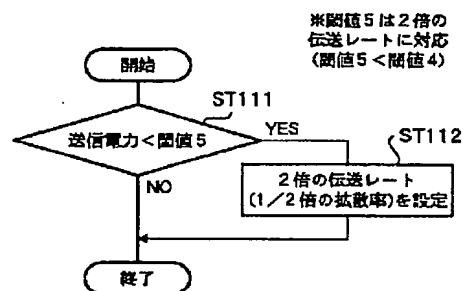 ※閾値5は2倍の
伝送レートに対応
(閾値5<閾値4)
開始
ST111
送信電力<閾値5
YES
ST112
NO
2倍の伝送レート
(1/2倍の拡散率)を設定
終了